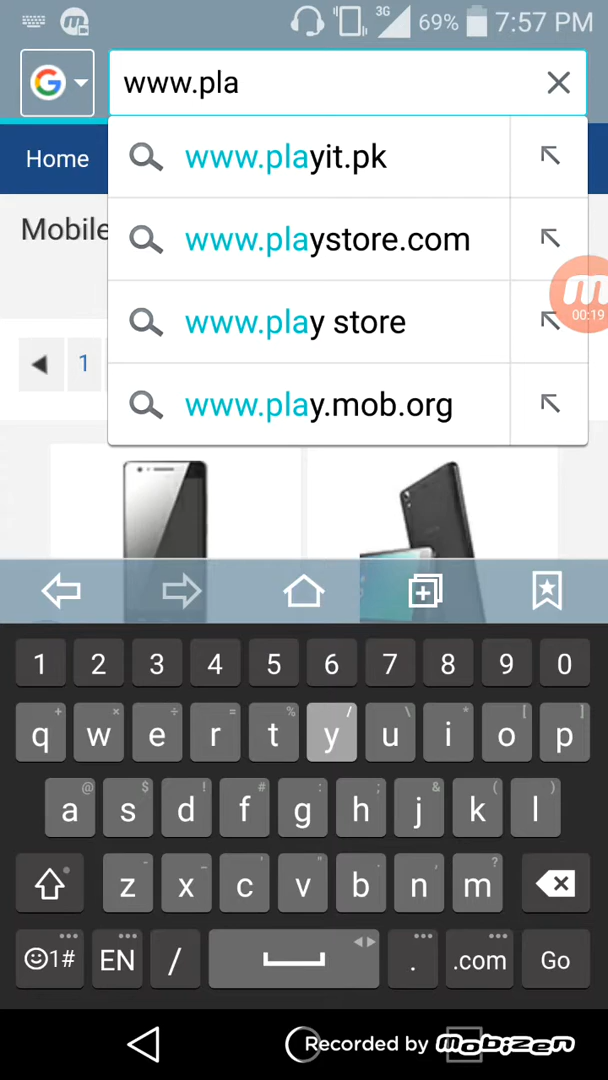 3G 69% 7:57 PM
www.pla
Home
www.playit.pk
Mobile
www.playstore.com
00:19
www.play store
1
www.play.mob.org
1 2 3 4 5 6 7 8 9 0
+ × ÷ = % / \ * [ ]
q w e r t y u i o p
@ $ ! # : ; & ( )
a s d f g h j k l
- _ ' " , ?
z x c v b n m
1# EN / . .com Go
Recorded by mobizen